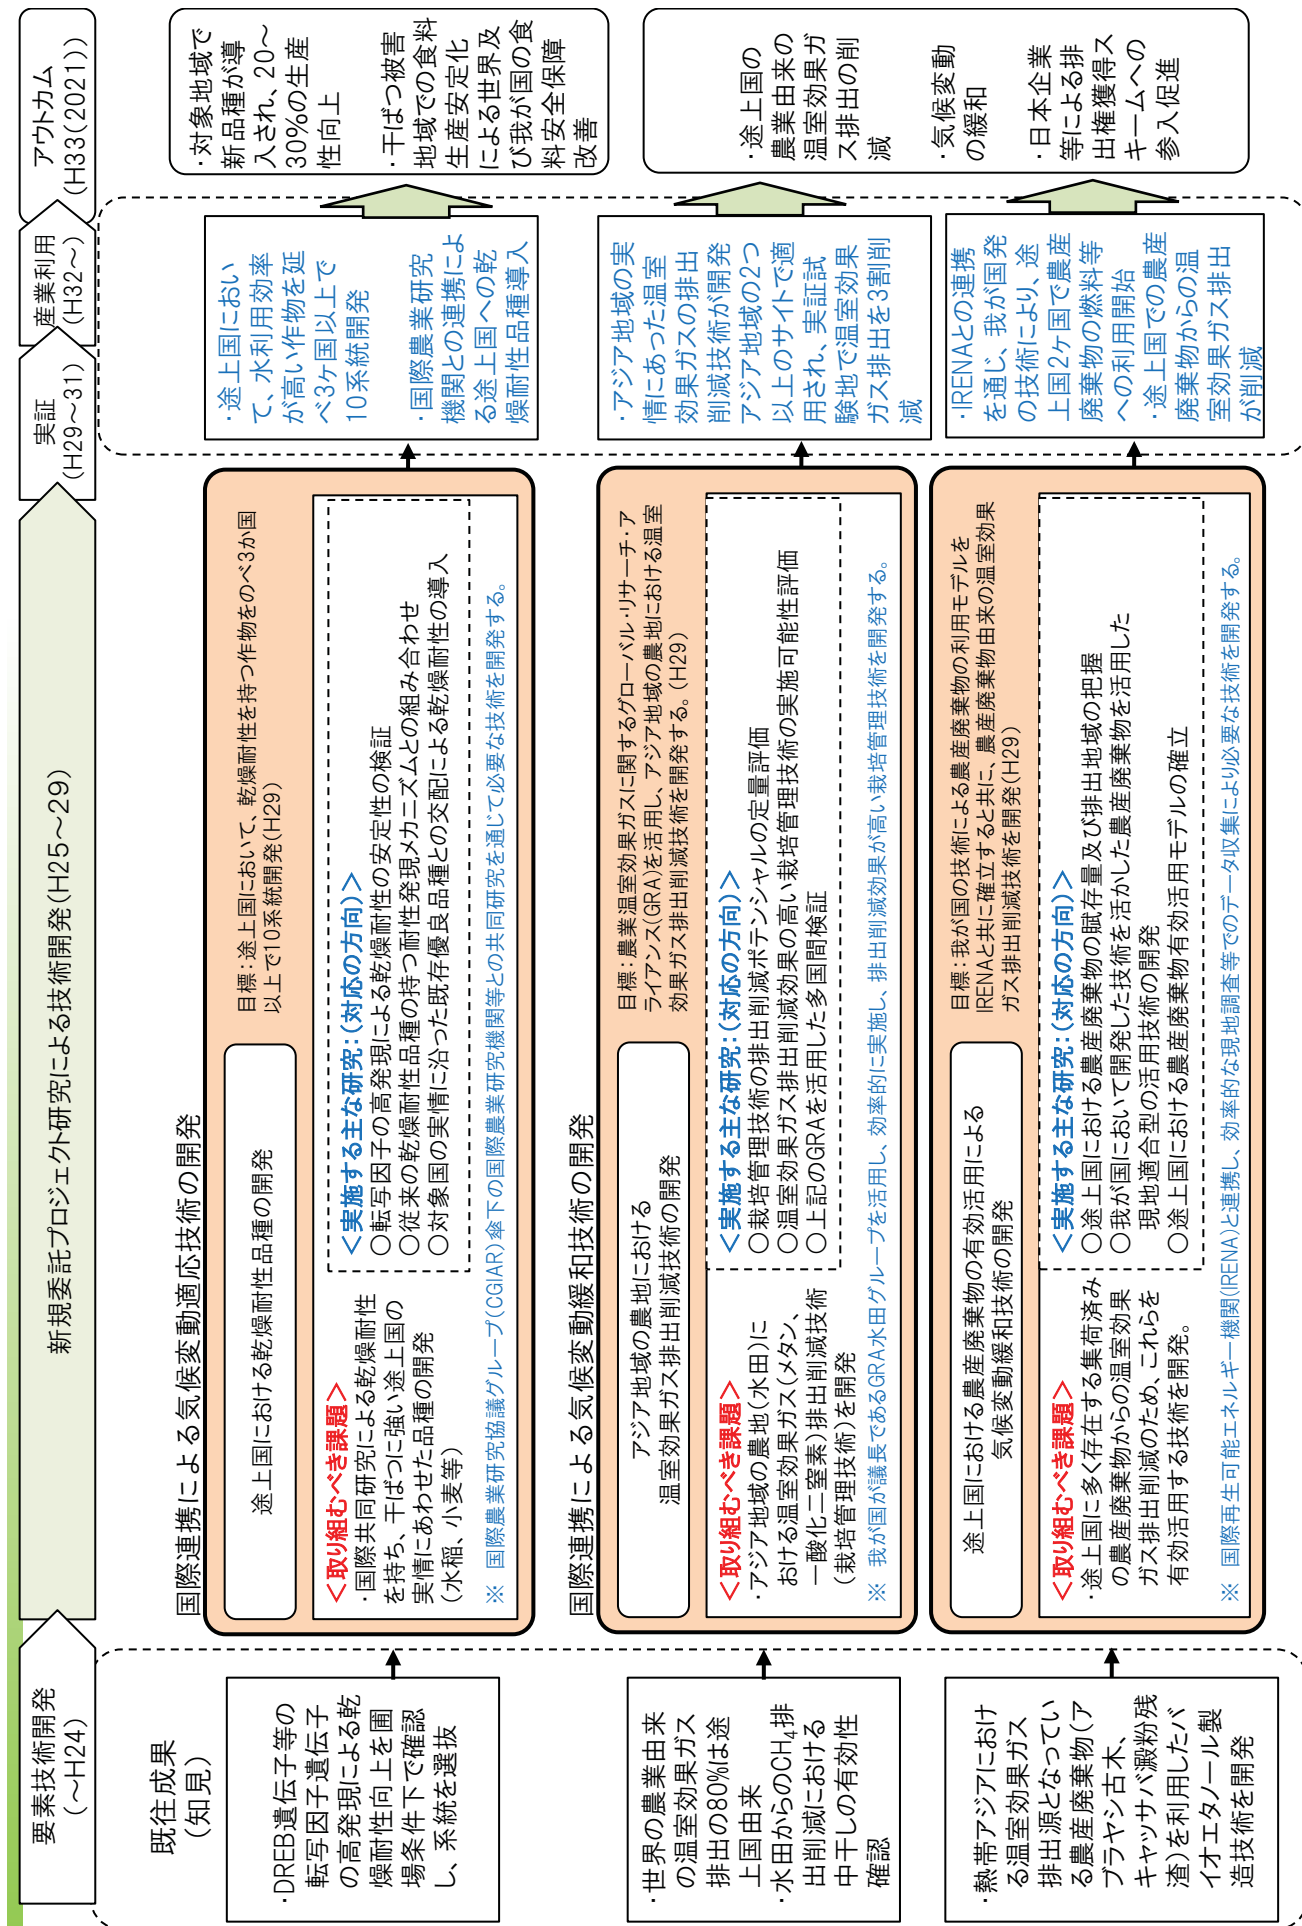 要素技術開発
(～H24)
新規委託プロジェクト研究による技術開発(H25～29)
実証
(H29～31)
産業利用
(H32～)
アウトカム
(H33(2021))
既往成果
(知見)
・DREB遺伝子等の
転写因子遺伝子
の高発現による乾
燥耐性向上を圃
場条件下で確認
し、系統を選抜
国際連携による気候変動適応技術の開発
途上国における乾燥耐性品種の開発
目標：途上国において、乾燥耐性を持つ作物をのべ3か国
以上で10系統開発(H29)
＜取り組むべき課題＞
・国際共同研究による乾燥耐性
を持ち、干ばつに強い途上国の
実情にあわせた品種の開発
(水稲、小麦等)
＜実施する主な研究：(対応の方向)＞
○転写因子の高発現による乾燥耐性の安定性の検証
○従来の乾燥耐性品種の持つ耐性発現メカニズムとの組み合わせ
○対象国の実情に沿った既存優良品種との交配による乾燥耐性の導入
※ 国際農業研究協議グループ(CGIAR)傘下の国際農業研究機関等との共同研究を通じて必要な技術を開発する。
・途上国におい
て、水利用効率
が高い作物を延
べ3ヶ国以上で
10系統開発
・国際農業研究
機関との連携によ
る途上国への乾
燥耐性品種導入
・対象地域で
新品種が導
入され、20～
30%の生産
性向上
・干ばつ被害
地域での食料
生産安定化
による世界及
び我が国の食
料安全保障
改善
・世界の農業由来
の温室効果ガス
排出の80%は途
上国由来
・水田からのCH4排
出削減における
中干しの有効性
確認
国際連携による気候変動緩和技術の開発
アジア地域の農地における
温室効果ガス排出削減技術の開発
目標：農業温室効果ガスに関するグローバル・リサーチ・ア
ライアンス(GRA)を活用し、アジア地域の農地における温室
効果ガス排出削減技術を開発する。(H29)
＜取り組むべき課題＞
・アジア地域の農地(水田)に
おける温室効果ガス(メタン、
一酸化二窒素)排出削減技術
(栽培管理技術)を開発
＜実施する主な研究：(対応の方向)＞
○栽培管理技術の排出削減ポテンシャルの定量評価
○温室効果ガス排出削減効果の高い栽培管理技術の実施可能性評価
○上記のGRAを活用した多国間検証
※ 我が国が議長であるGRA水田グループを活用し、効率的に実施し、排出削減効果が高い栽培管理技術を開発する。
・アジア地域の実
情にあった温室
効果ガスの排出
削減技術が開発
アジア地域の2つ
以上のサイトで適
用され、実証試
験地で温室効果
ガス排出を3割削
減
・途上国の
農業由来の
温室効果ガ
ス排出の削
減
・気候変動
の緩和
・日本企業
等による排
出権獲得ス
キームへの
参入促進
・熱帯アジアにおけ
る温室効果ガス
排出源となってい
る農産廃棄物(ア
ブラヤシ古木、
キャッサバ澱粉残
渣)を利用したバ
イオエタノール製
造技術を開発
途上国における農産廃棄物の有効活用による
気候変動緩和技術の開発
目標：我が国の技術による農産廃棄物の利用モデルを
IRENAと共に確立すると共に、農産廃棄物由来の温室効果
ガス排出削減技術を開発(H29)
＜取り組むべき課題＞
・途上国に多く存在する集荷済み
の農産廃棄物からの温室効果
ガス排出削減のため、これらを
有効活用する技術を開発。
＜実施する主な研究：(対応の方向)＞
○途上国における農産廃棄物の賦存量及び排出地域の把握
○我が国において開発した技術を活かした農産廃棄物を活用した
現地適合型の活用技術の開発
○途上国における農産廃棄物有効活用モデルの確立
※ 国際再生可能エネルギー機関(IRENA)と連携し、効率的な現地調査等でのデータ収集により必要な技術を開発する。
・IRENAとの連携
を通じ、我が国発
の技術により、途
上国2ヶ国で農産
廃棄物の燃料等
への利用開始
・途上国での農産
廃棄物からの温
室効果ガス排出
が削減